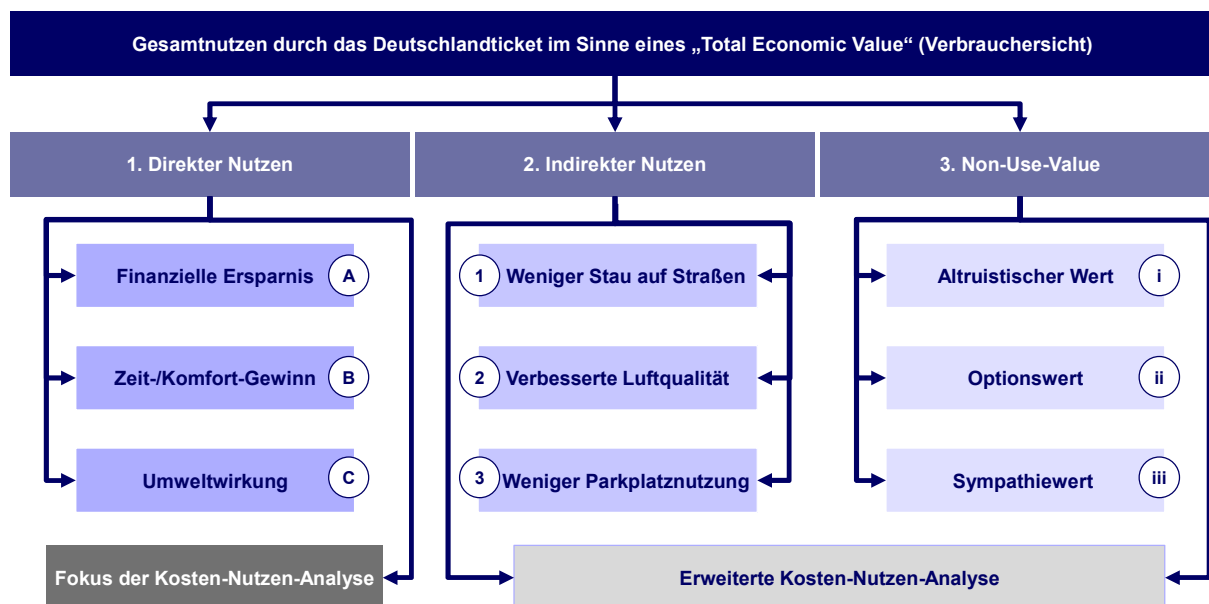 Gesamtnutzen durch das Deutschlandticket im Sinne eines „Total Economic Value“ (Verbrauchersicht)
1. Direkter Nutzen
Finanzielle Ersparnis
A
Zeit-/Komfort-Gewinn
B
Umweltwirkung
C
Fokus der Kosten-Nutzen-Analyse
2. Indirekter Nutzen
1
Weniger Stau auf Straßen
2
Verbesserte Luftqualität
3
Weniger Parkplatznutzung
3. Non-Use-Value
Altruistischer Wert
i
Optionswert
ii
Sympathiewert
iii
Erweiterte Kosten-Nutzen-Analyse